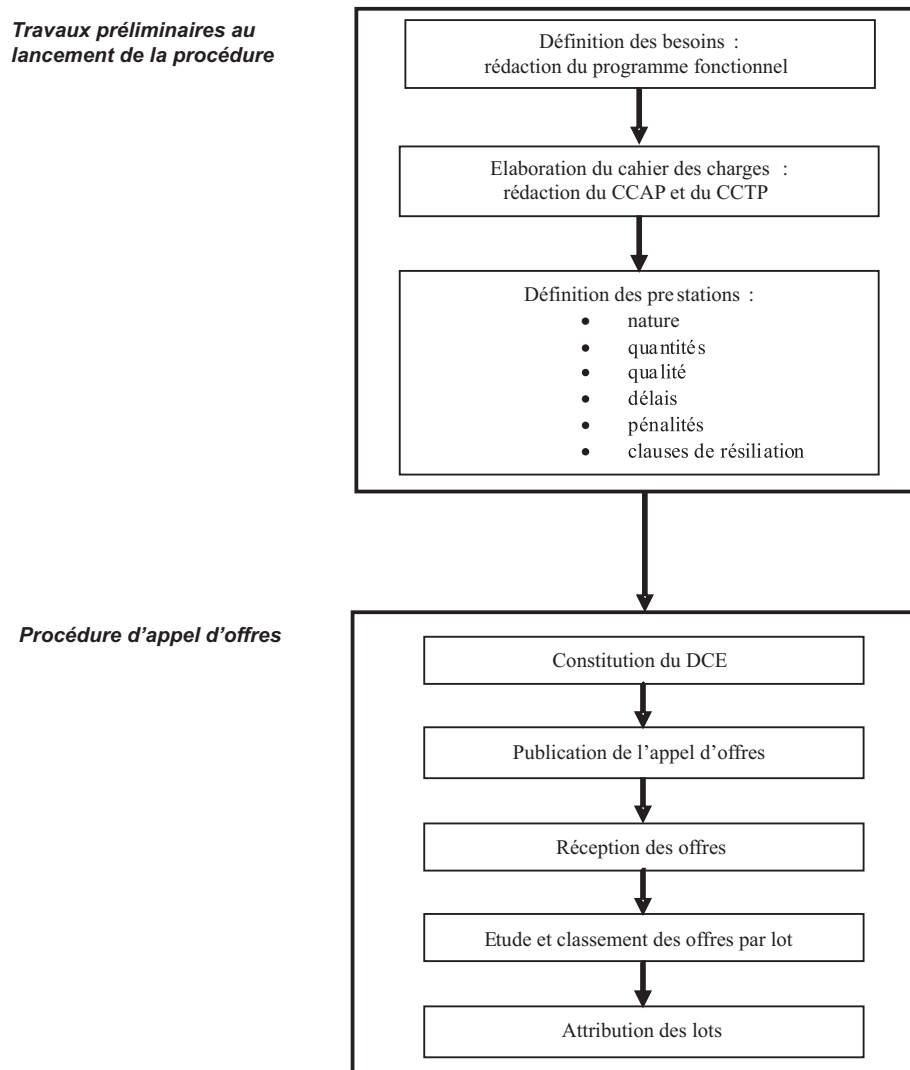 Travaux préliminaires au
lancement de la procédure
Définition des besoins :
rédaction du programme fonctionnel
Elaboration du cahier des charges :
rédaction du CCAP et du CCTP
Définition des prestations :
• nature
• quantités
• qualité
• délais
• pénalités
• clauses de résiliation
Procédure d’appel d’offres
Constitution du DCE
Publication de l’appel d’offres
Réception des offres
Etude et classement des offres par lot
Attribution des lots